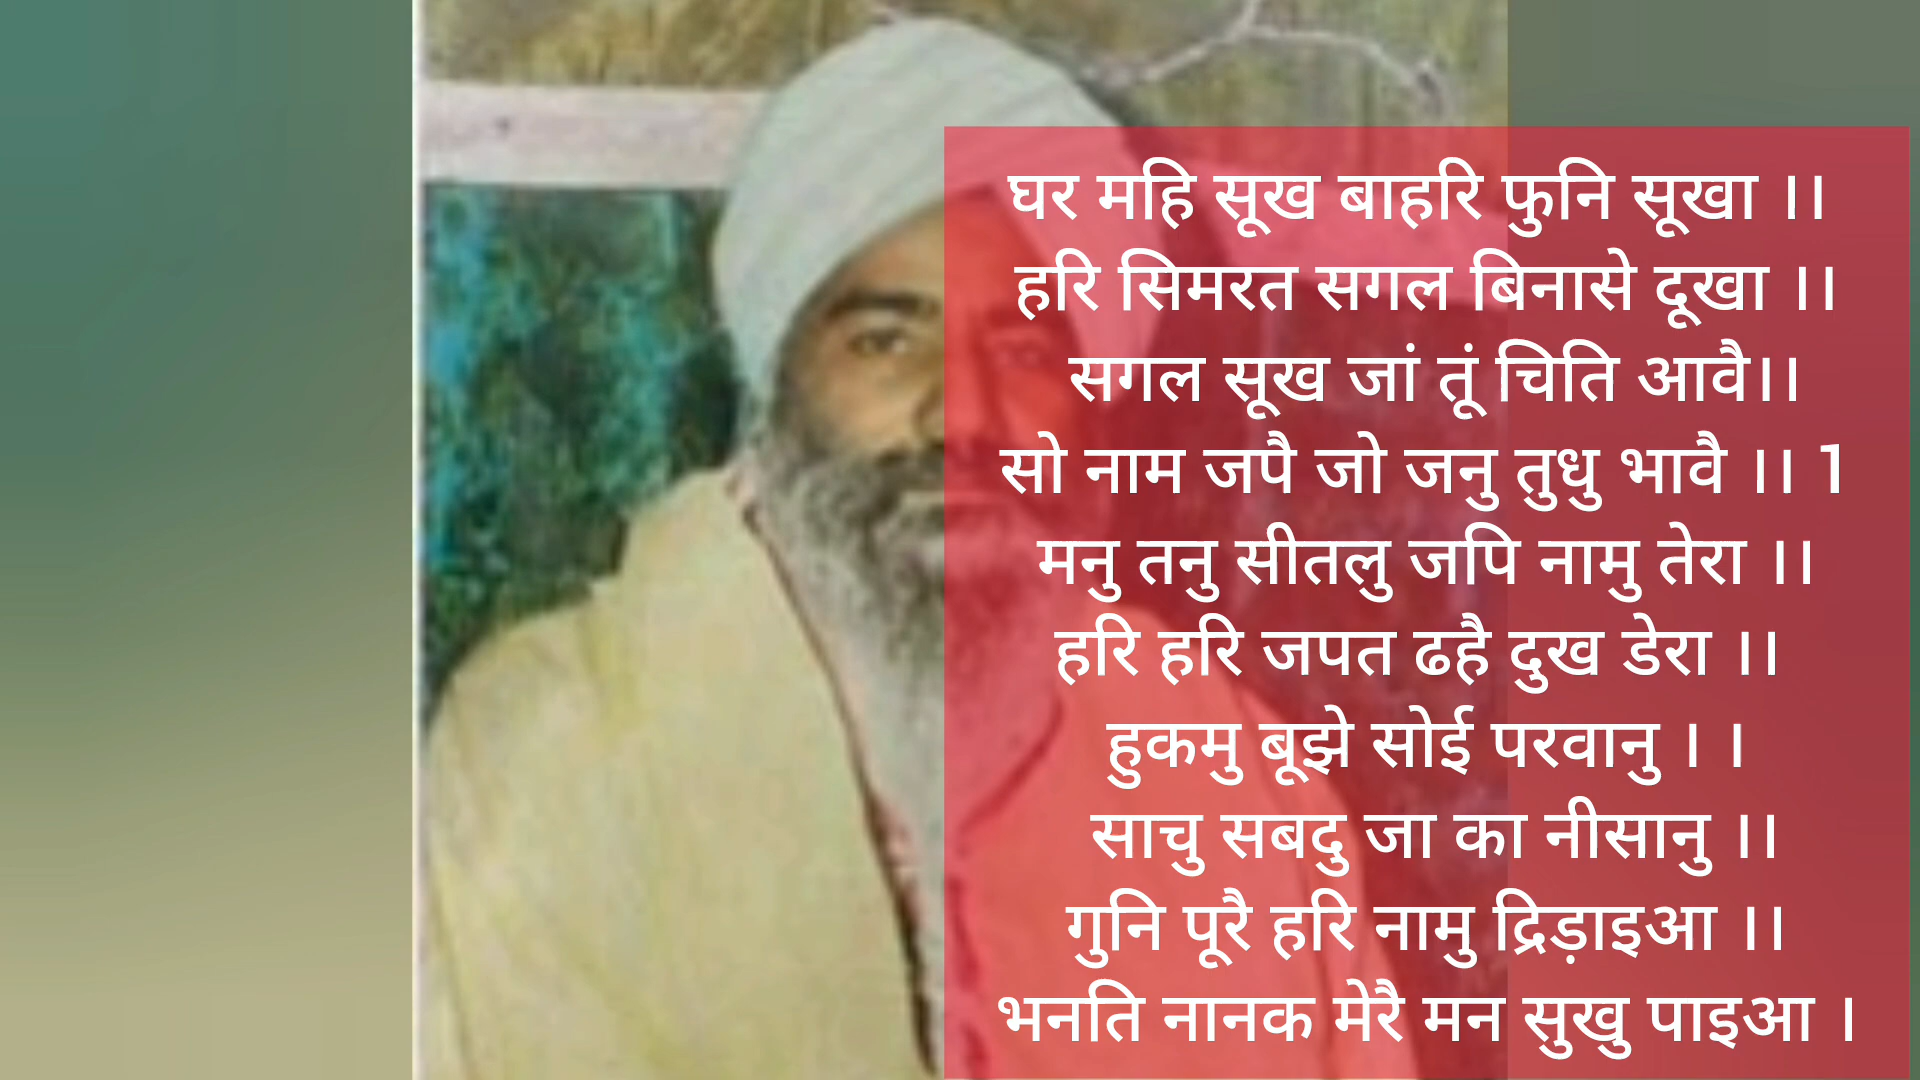 घर महि सूख बाहरि फुनि सूखा ।।
हरि सिमरत सगल बिनासे दूखा ।।
सगल सूख जां तूं चिति आवै।।
सो नाम जपै जो जनु तुधु भावै ।। 1
मनु तनु सीतलु जपि नामु तेरा ।।
हरि हरि जपत ढहै दुख डेरा ।।
हुकमु बूझे सोई परवानु । ।
साचु सबदु जा का नीसानु ।।
गुनि पूरै हरि नामु द्रिड़ाइआ ।।
भनति नानक मेरै मन सुखु पाइआ ।